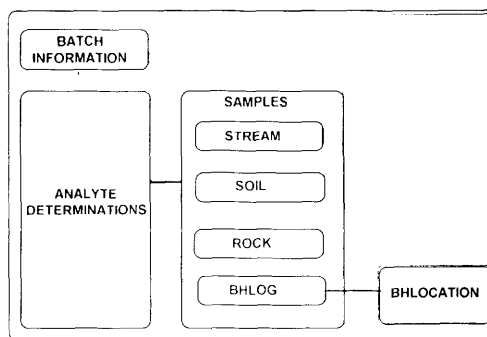 BATCH
INFORMATION
SAMPLES
STREAM
SOIL
ANALYTE
DETERMINATIONS
ROCK
BHLOG
BHLOCATION